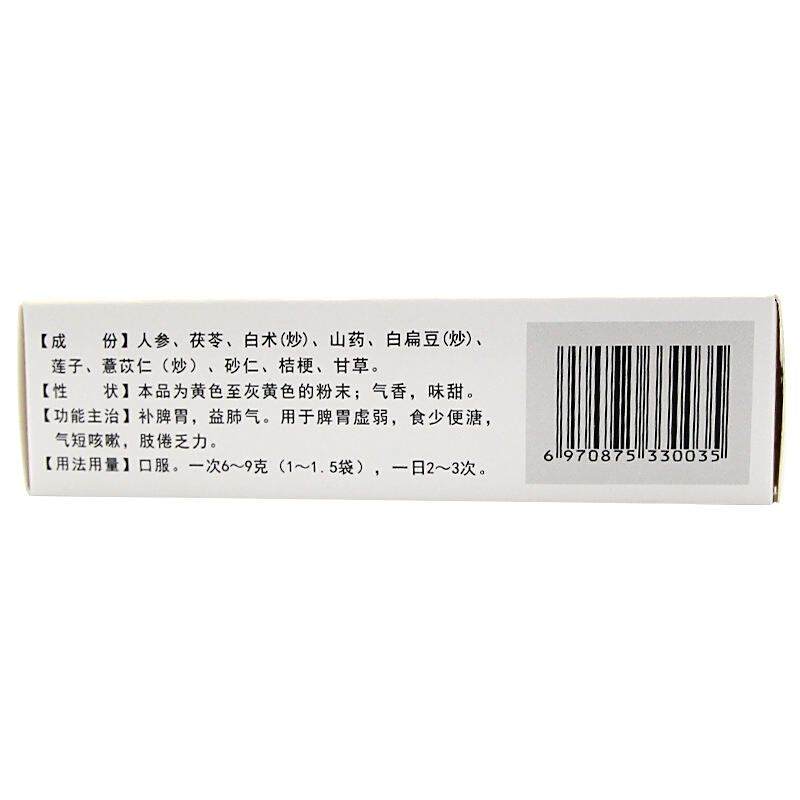 【成 份】人参、茯苓、白术(炒)、山药、白扁豆(炒)、
莲子、薏苡仁（炒）、砂仁、桔梗、甘草。
【性 状】本品为黄色至灰黄色的粉末；气香，味甜。
【功能主治】补脾胃，益肺气。用于脾胃虚弱，食少便溏，
气短咳嗽，肢倦乏力。
【用法用量】口服。一次6～9克（1～1.5袋），一日2～3次。
6 970875 330035